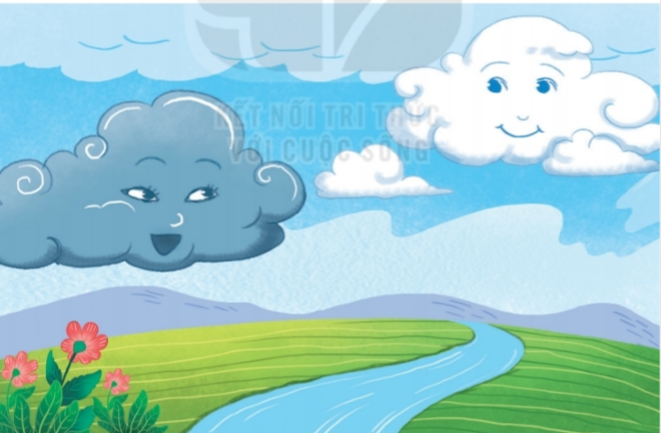 KẾT NỐI TRI THỨC
VỚI CUỘC SỐNG